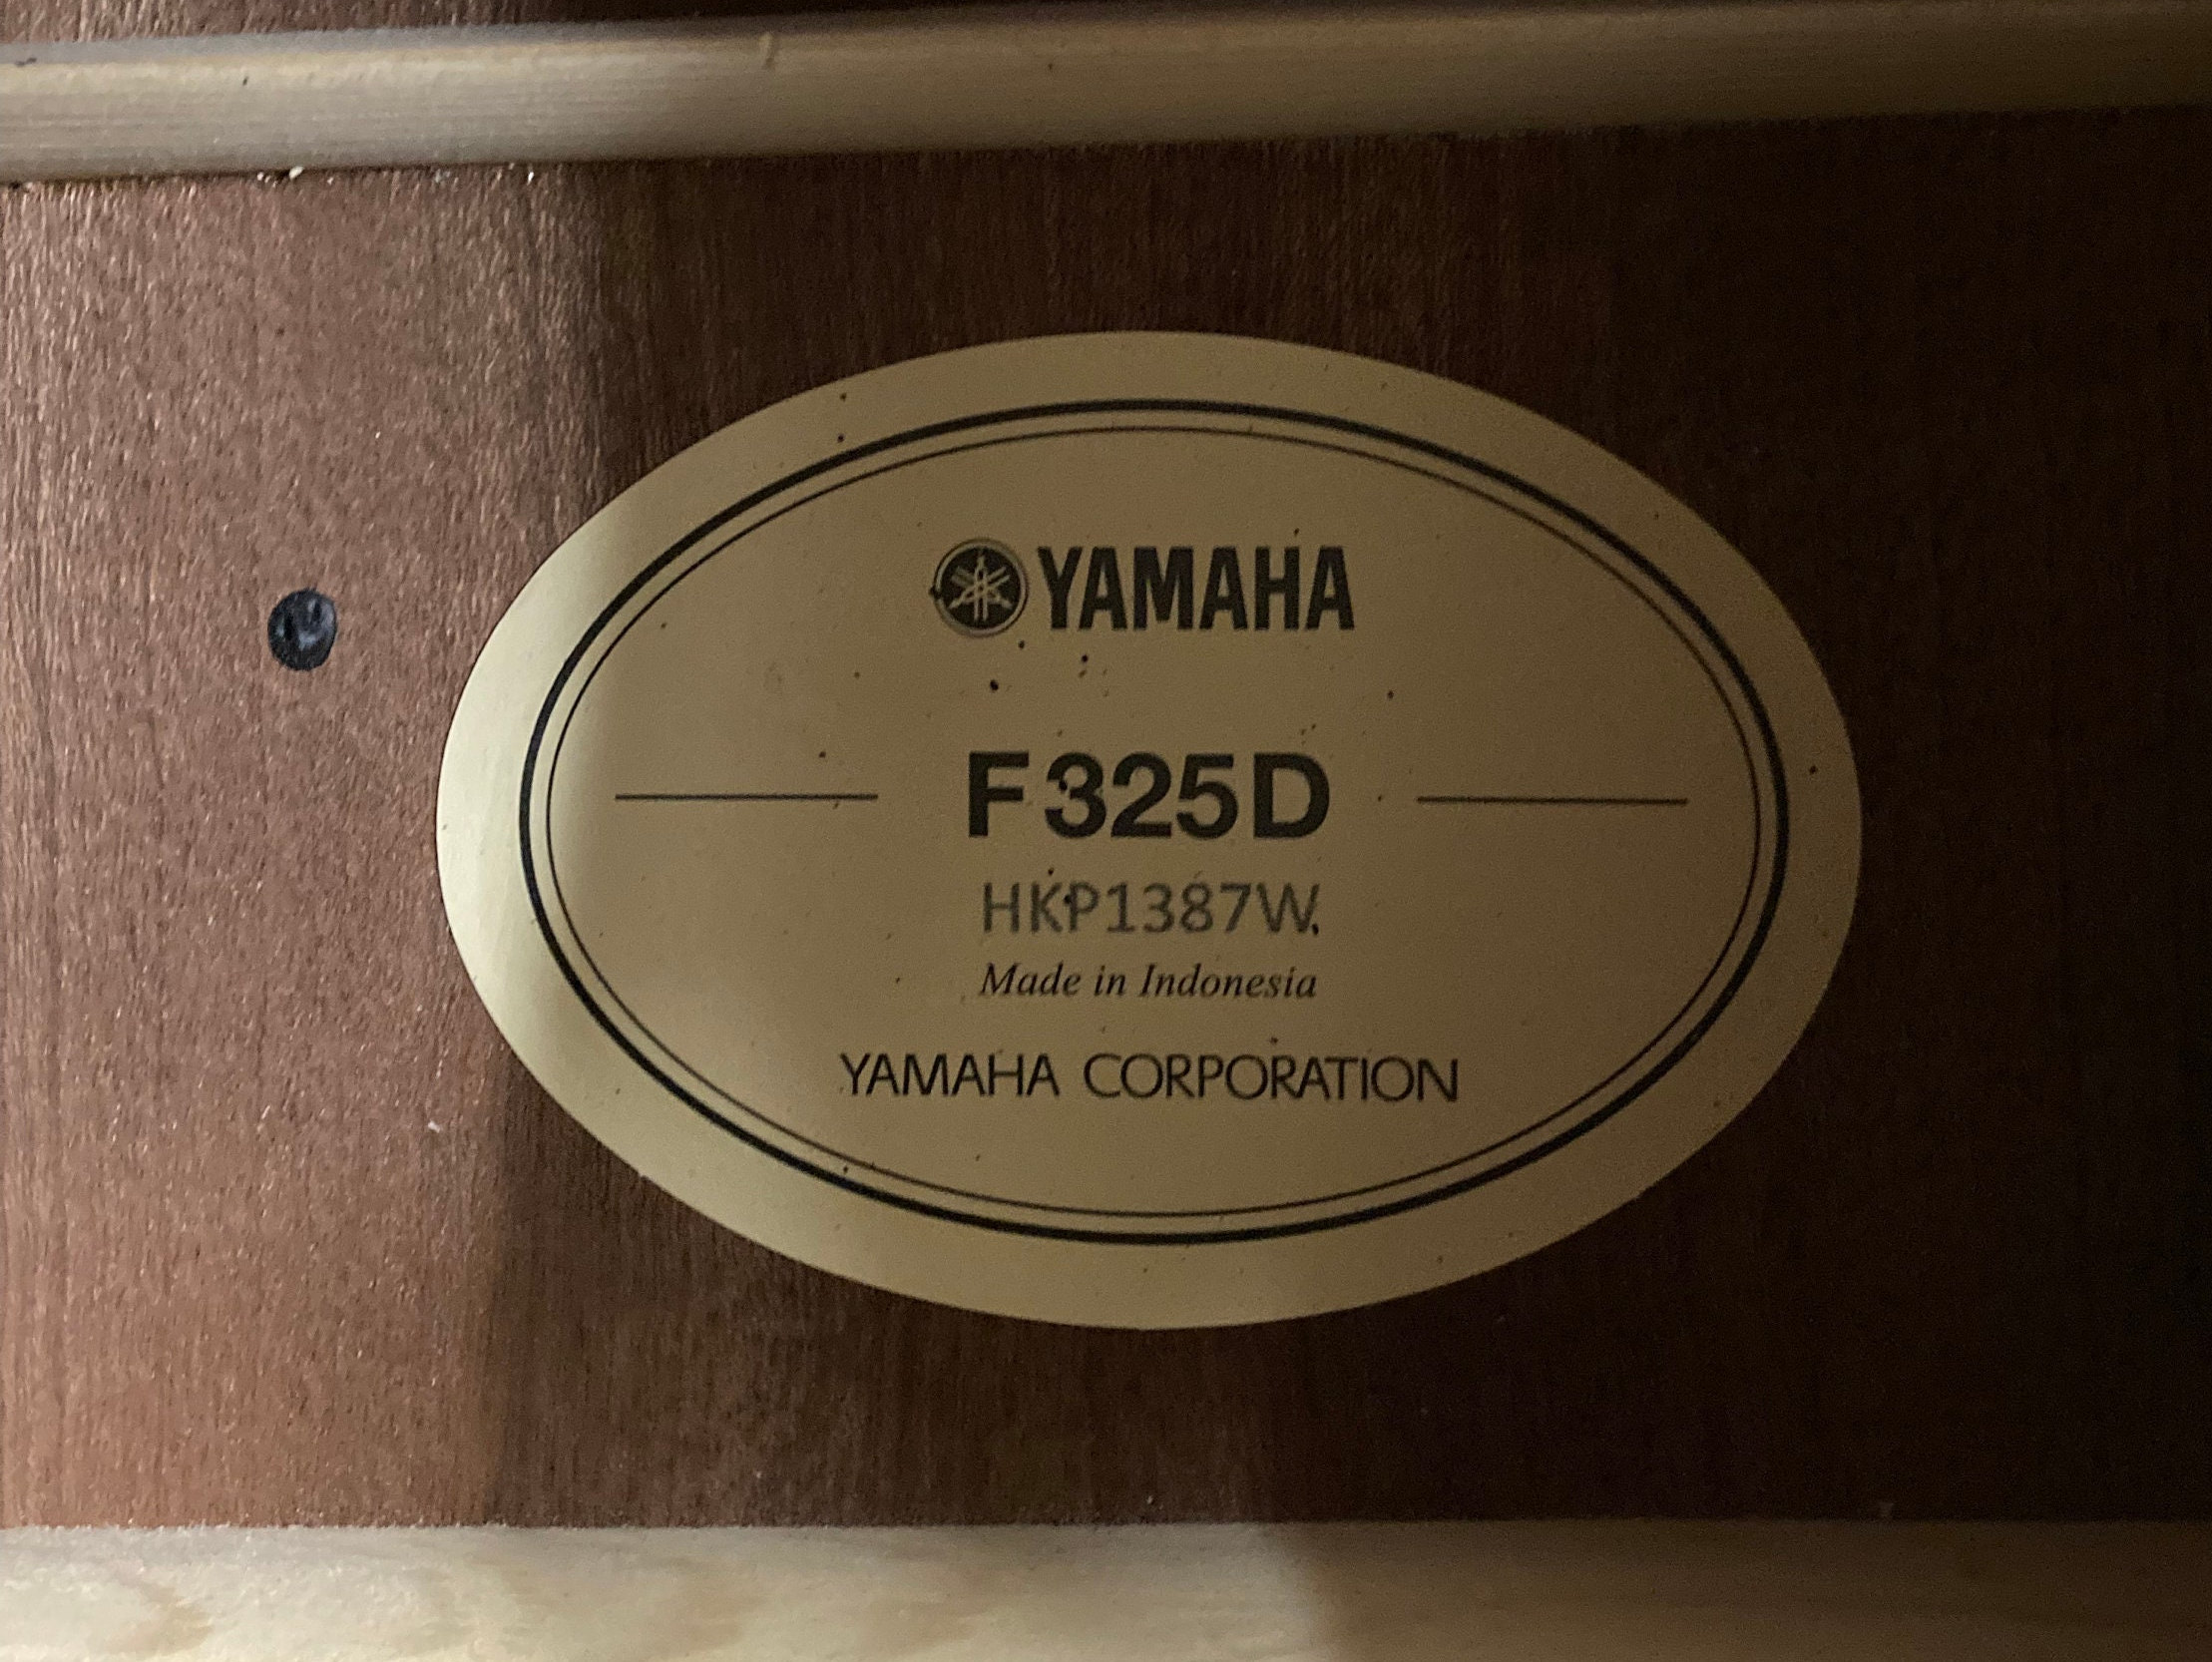 YAMAHA
F325D
HKP1387W
Made in Indonesia
YAMAHA CORPORATION